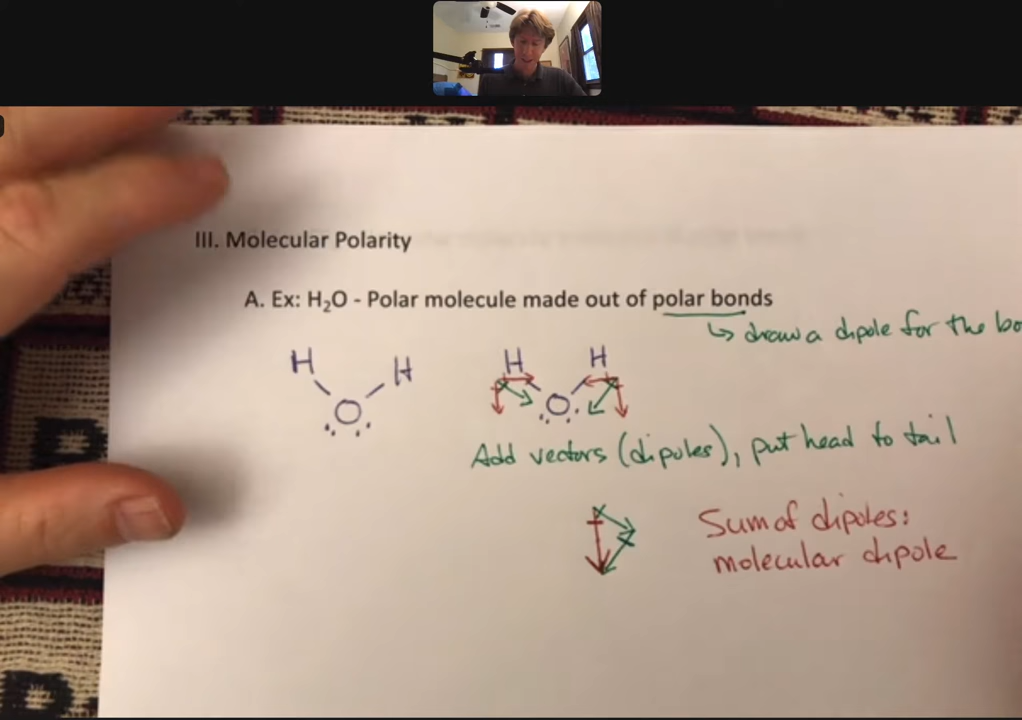 III. Molecular Polarity
A. Ex: H₂O - Polar molecule made out of polar bonds
↳ draw a dipole for the
H H H H
O O
Add vectors (dipoles), put head to tail
Sum of dipoles:
molecular dipole